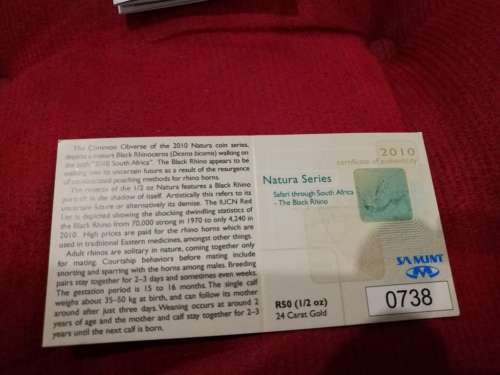 The Common Obverse of the 2010 Natura coin series,
depicts a mature Black Rhinoceros (Diceros bicornis) walking on
the path "2010 South Africa". The Black Rhino appears to be
walking into its uncertain future as a result of the resurgence
of sophisticated poaching methods for rhino horns.
The reverse of the 1/2 oz Natura features a Black Rhino
part of it is the shadow of itself. Artistically this refers to its
uncertain future or alternatively its demise. The IUCN Red
List is depicted showing the shocking dwindling statistics of
the Black Rhino from 70,000 strong in 1970 to only 4,240 in
2010. High prices are paid for the rhino horns which are
used in traditional Eastern medicines, amongst other things.
Adult rhinos are solitary in nature, coming together only
for mating. Courtship behaviors before mating include
snorting and sparring with the horns among males. Breeding
pairs stay together for 2–3 days and sometimes even weeks.
The gestation period is 15 to 16 months. The single calf
weighs about 35–50 kg at birth, and can follow its mother
around after just three days. Weaning occurs at around 2
years of age and the mother and calf stay together for 2–3
years until the next calf is born.
2010
certificate of authenticity
Natura Series
Safari through South Africa
- The Black Rhino
SA MINT
R50 (1/2 oz)
24 Carat Gold
0738